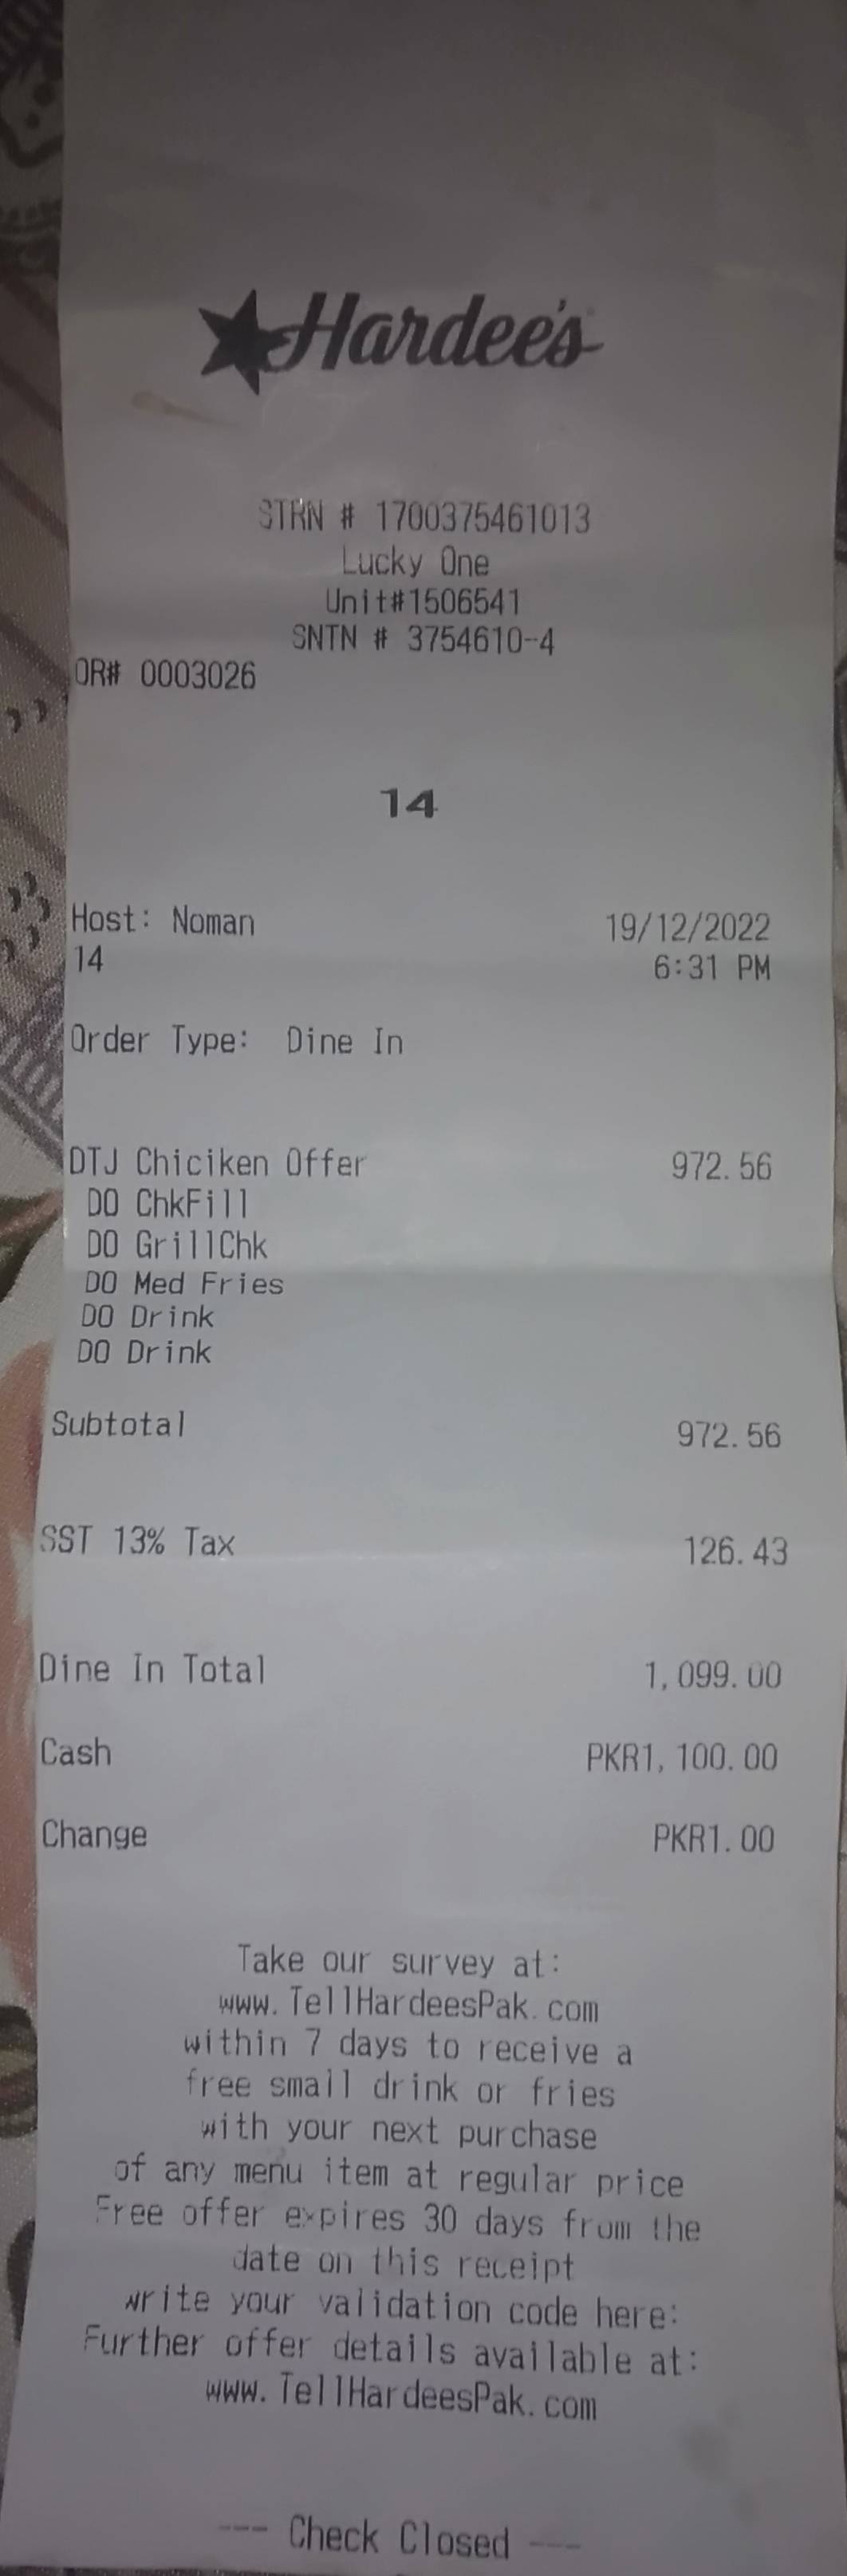 Hardee's
STRN # 1700375461013
Lucky One
Unit#1506541
SNTN # 3754610-4
OR# 0003026
14
Host: Noman 19/12/2022
14 6:31 PM
Order Type: Dine In
DTJ Chiciken Offer 972.56
DO ChkFill
DO GrillChk
DO Med Fries
DO Drink
DO Drink
Subtotal 972.56
SST 13% Tax 126.43
Dine In Total 1,099.00
Cash PKR1,100.00
Change PKR1.00
Take our survey at:
www.TellHardeesPak.com
within 7 days to receive a
free small drink or fries
with your next purchase
of any menu item at regular price
Free offer expires 30 days from the
date on this receipt
write your validation code here:
Further offer details available at:
www.TellHardeesPak.com
--- Check Closed ---